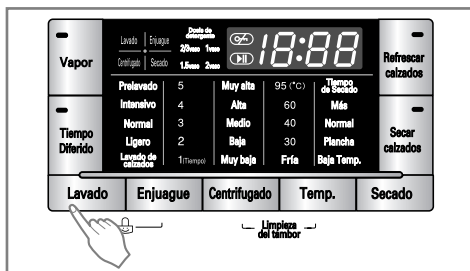 Vapor
Tiempo
Diferido
Lavado Enjuague
Centrifugado Secado
Dosis de
detergente
2/3vaso 1vaso
1.5vaso 2vaso
18:88
Refrescar
calzados
Secar
calzados
Prelavado 5 Muy alta 95 (°C) Tiempo de Secado
Intensivo 4 Alta 60 Más
Normal 3 Medio 40 Normal
Ligero 2 Baja 30 Plancha
Lavado de calzados 1(Tiempo) Muy baja Fría Baja Temp.
Lavado Enjuague Centrifugado Temp. Secado
Limpieza
del tambor